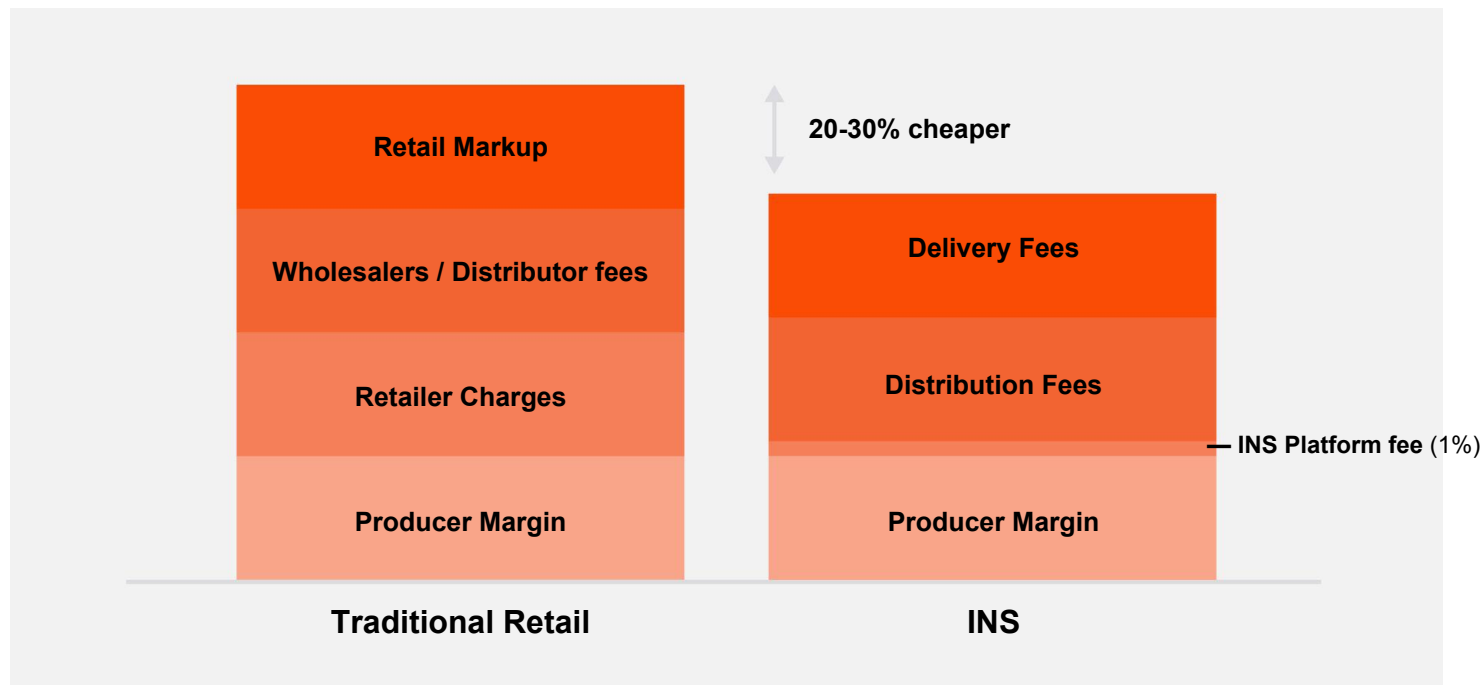 Retail Markup
Wholesalers / Distributor fees
Retailer Charges
Producer Margin
Traditional Retail
20-30% cheaper
Delivery Fees
Distribution Fees
INS Platform fee (1%)
Producer Margin
INS